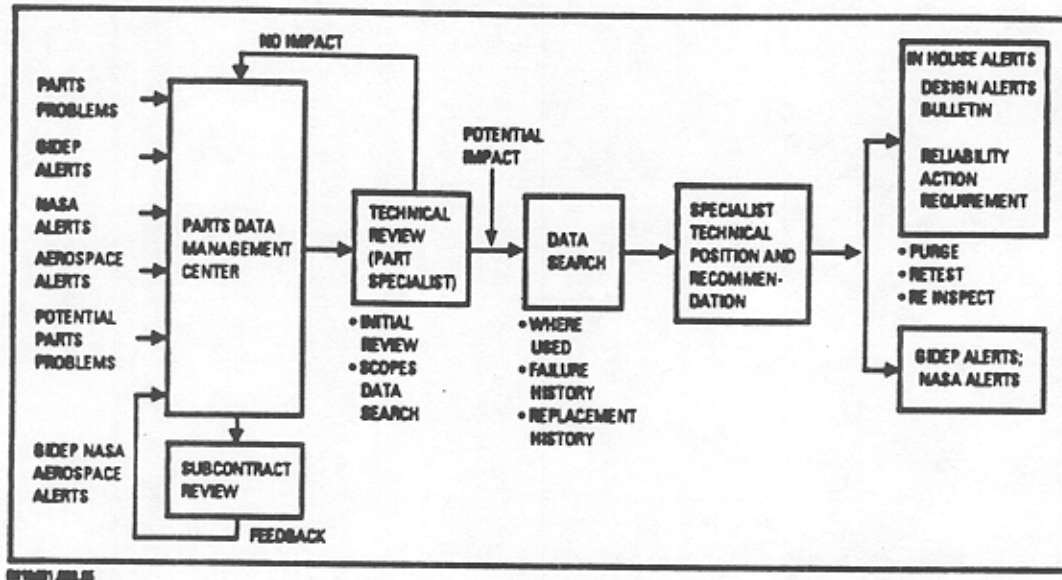 NO IMPACT
PARTS
PROBLEMS
GIDEP
ALERTS
NASA
ALERTS
AEROSPACE
ALERTS
POTENTIAL
PARTS
PROBLEMS
GIDEP NASA
AEROSPACE
ALERTS
PARTS DATA
MANAGEMENT
CENTER
SUBCONTRACT
REVIEW
FEEDBACK
TECHNICAL
REVIEW
(PART
SPECIALIST)
• INITIAL
REVIEW
• SCOPES
DATA
SEARCH
POTENTIAL
IMPACT
DATA
SEARCH
• WHERE
USED
• FAILURE
HISTORY
• REPLACEMENT
HISTORY
SPECIALIST
TECHNICAL
POSITION AND
RECOMMEN-
DATION
IN HOUSE ALERTS
DESIGN ALERTS
BULLETIN
RELIABILITY
ACTION
REQUIREMENT
• PURGE
• RETEST
• RE INSPECT
GIDEP ALERTS;
NASA ALERTS